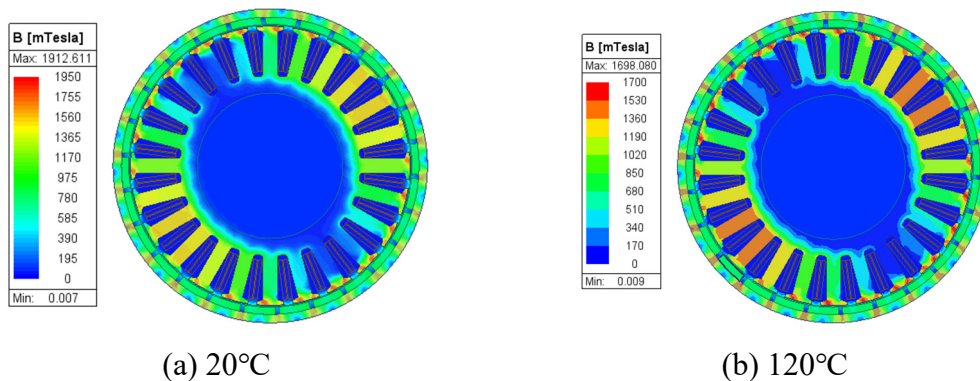 B [mTesla]
Max: 1912.611
1950
1755
1560
1365
1170
975
780
585
390
195
0
Min: 0.007
B [mTesla]
Max: 1698.080
1700
1530
1360
1190
1020
850
680
510
340
170
0
Min: 0.009
(a) 20℃
(b) 120℃